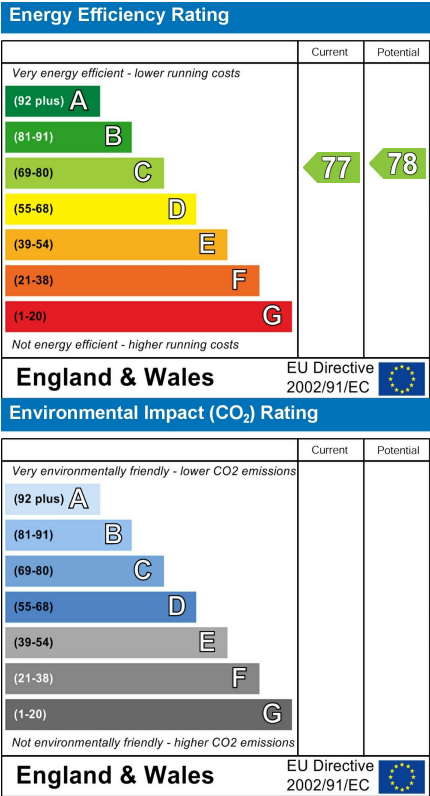 Energy Efficiency Rating
Current Potential
Very energy efficient - lower running costs
(92 plus) A
(81-91) B
(69-80) C
77 78
(55-68) D
(39-54) E
(21-38) F
(1-20) G
Not energy efficient - higher running costs
England & Wales
EU Directive
2002/91/EC
Environmental Impact (CO₂) Rating
Current Potential
Very environmentally friendly - lower CO2 emissions
(92 plus) A
(81-91) B
(69-80) C
(55-68) D
(39-54) E
(21-38) F
(1-20) G
Not environmentally friendly - higher CO2 emissions
England & Wales
EU Directive
2002/91/EC